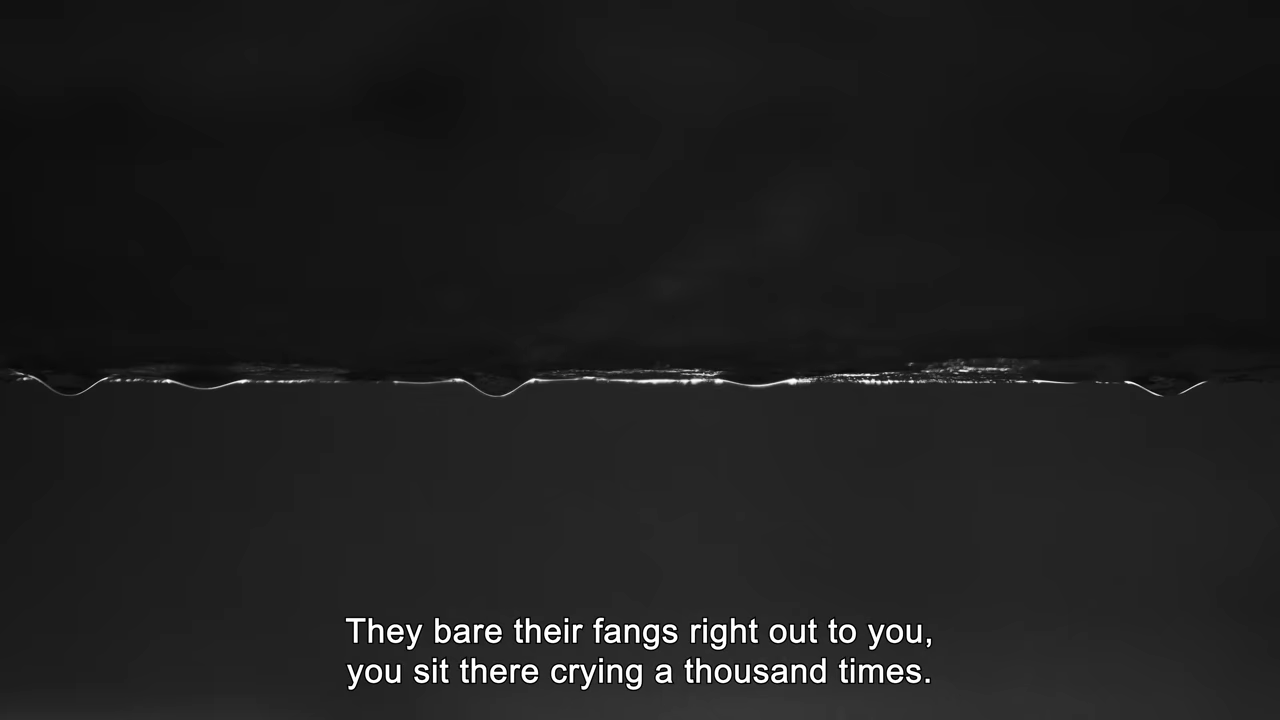 They bare their fangs right out to you,
you sit there crying a thousand times.